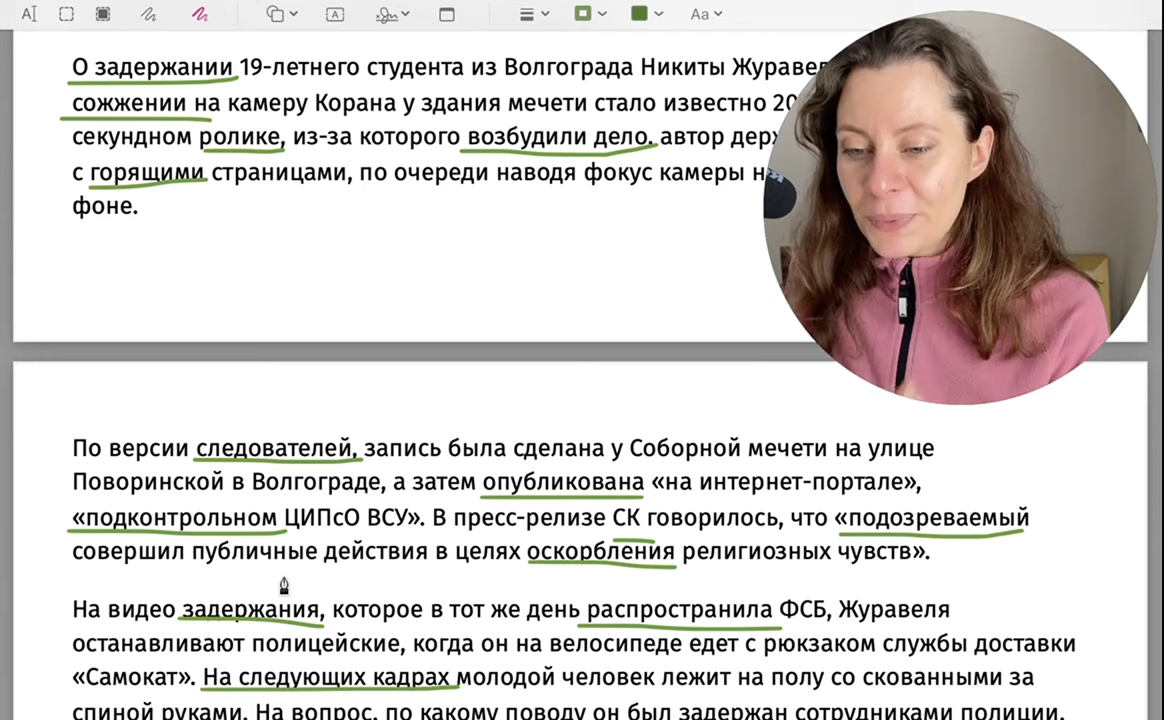 Aa
О задержании 19-летнего студента из Волгограда Никиты
сожжении на камеру Корана у здания мечети стало известно
секундном ролике, из-за которого возбудили дело, автор
с горящими страницами, по очереди наводя фокус камеры
фоне.
По версии следователей, запись была сделана у Соборной мечети на улице
Поворинской в Волгограде, а затем опубликована «на интернет-портале»,
«подконтрольном ЦИПсО ВСУ». В пресс-релизе СК говорилось, что «подозреваемый
совершил публичные действия в целях оскорбления религиозных чувств».
На видео задержания, которое в тот же день распространила ФСБ, Журавеля
останавливают полицейские, когда он на велосипеде едет с рюкзаком службы доставки
«Самокат». На следующих кадрах молодой человек лежит на полу со скованными за
спиной руками. На вопрос, по какому поводу он был задержан сотрудниками полиции,